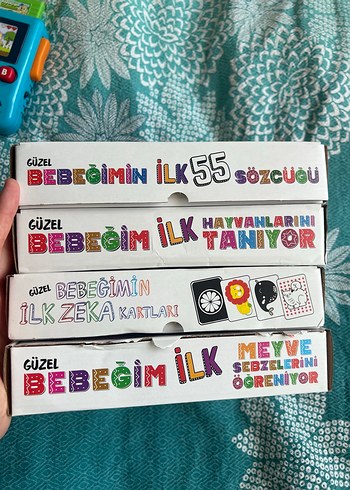 B
GÜZEL
BEBEĞİMİN İLK 55 SÖZCÜĞÜ
GÜZEL
BEBEĞİM İLK HAYVANLARINI
TANIYOR
GÜZEL BEBEĞİMİN
İLK ZEKA KARTLARI
GÜZEL
BEBEĞİM İLK MEYVE
SEBZELERİNİ
ÖĞRENİYOR